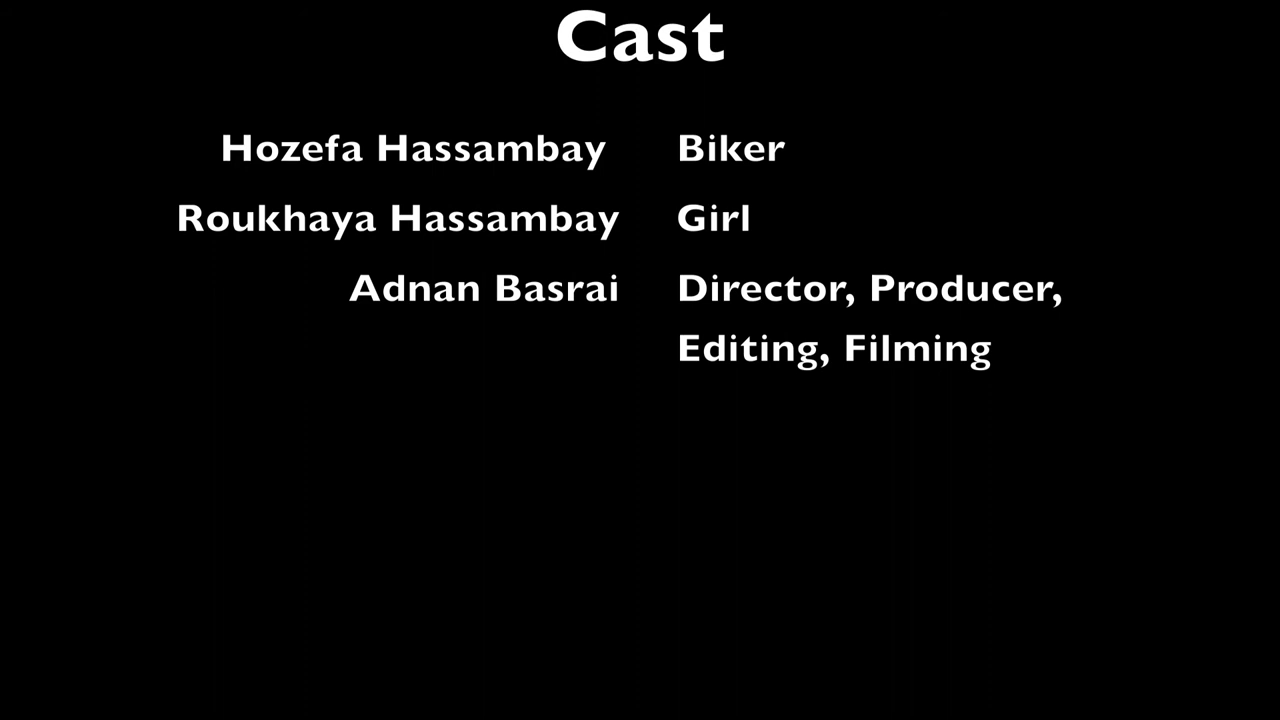 Cast
Hozefa Hassambay Biker
Roukhaya Hassambay Girl
Adnan Basrai Director, Producer,
Editing, Filming